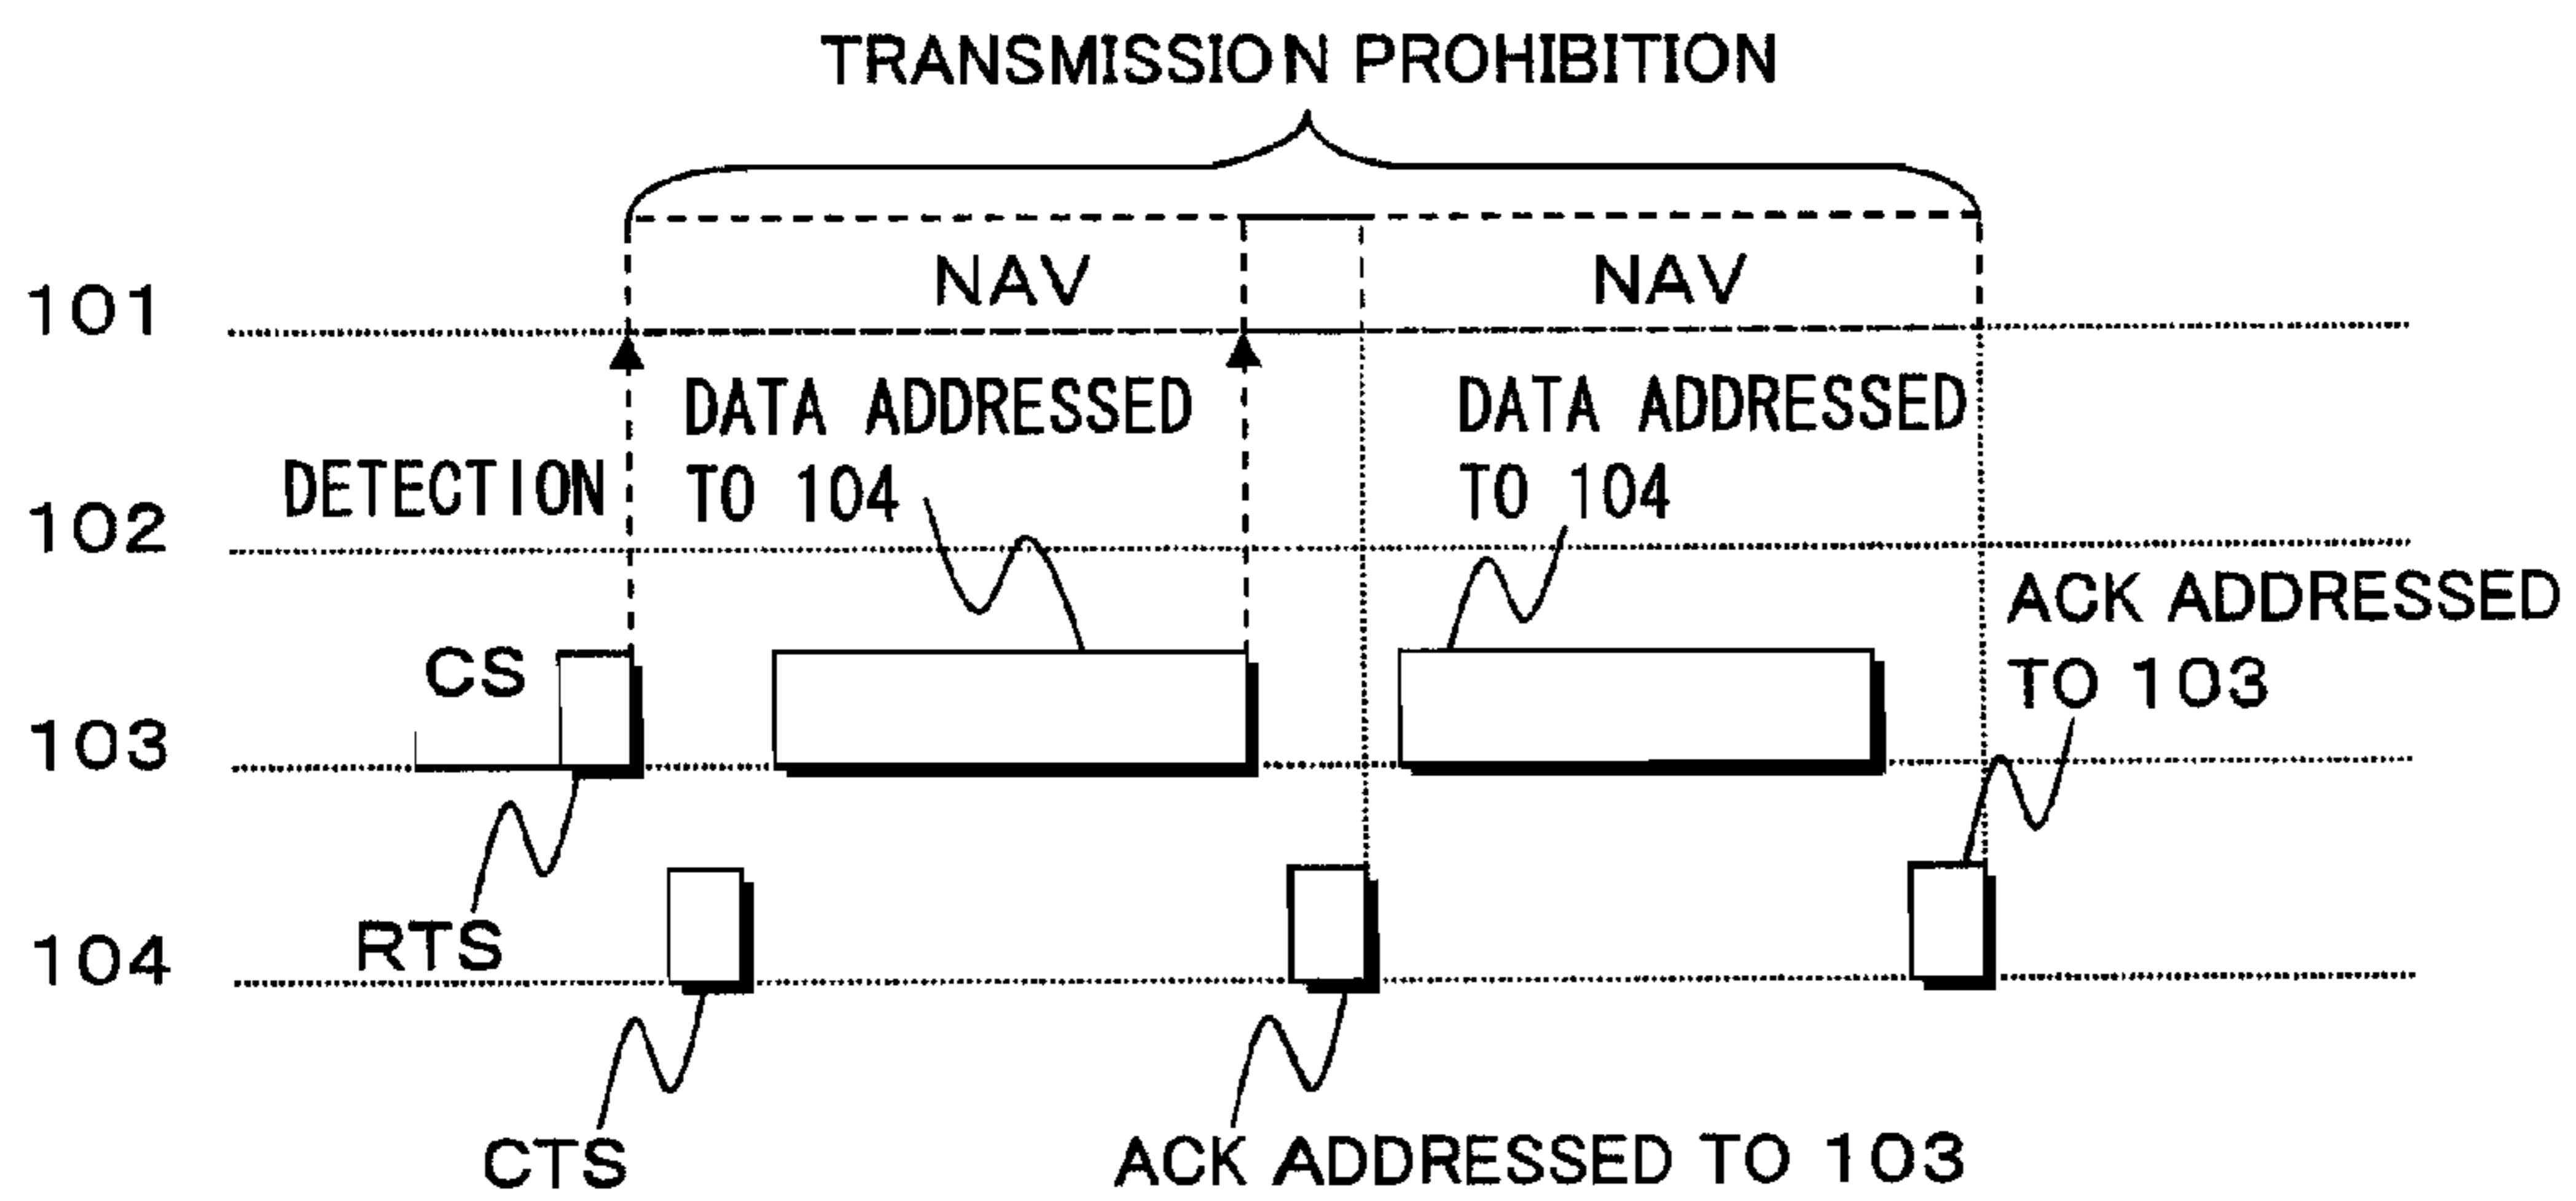 TRANSMISSION PROHIBITION
101
NAV
NAV
DATA ADDRESSED
TO 104
DATA ADDRESSED
TO 104
DETECTION
102
ACK ADDRESSED
TO 103
CS
103
RTS
104
CTS
ACK ADDRESSED TO 103